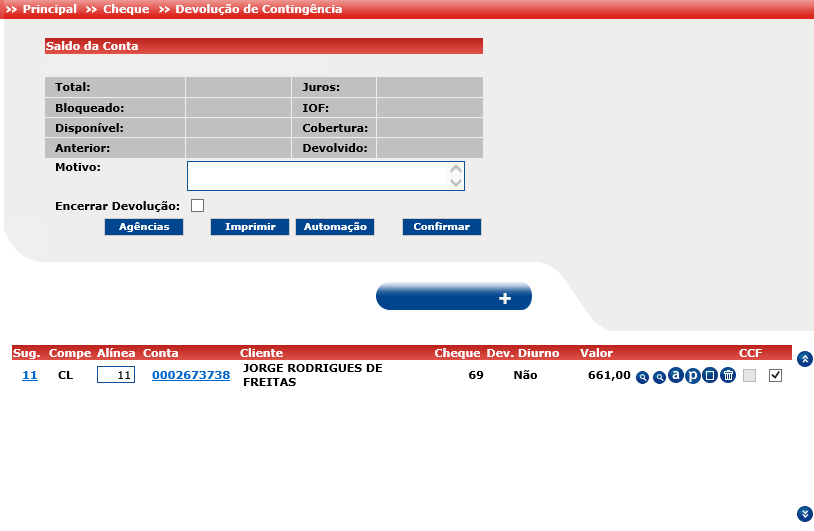 >> Principal >> Cheque >> Devolução de Contingência
Saldo da Conta
Total: Juros:
Bloqueado: IOF:
Disponível: Cobertura:
Anterior: Devolvido:
Motivo:
Encerrar Devolução:
Agências Imprimir Automação Confirmar
+
Sug. Compe Alínea Conta Cliente Cheque Dev. Diurno Valor CCF
11 CL 11 0002673738 JORGE RODRIGUES DE FREITAS 69 Não 661,00 a p